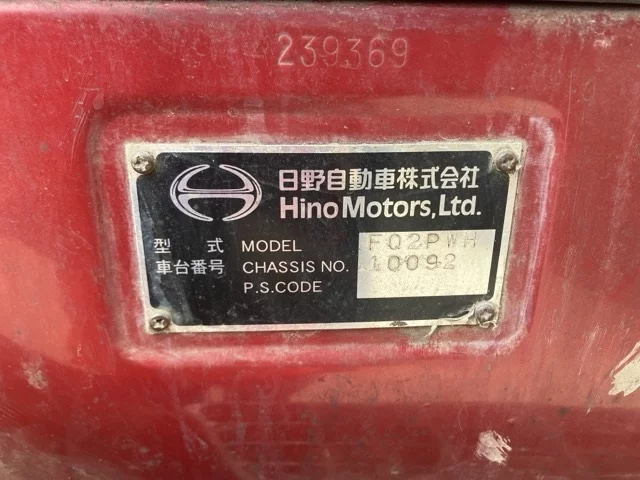 239369
日野自動車株式会社
Hino Motors, Ltd.
型 式 MODEL FQ2PWH
車台番号 CHASSIS NO. 10092
P.S.CODE